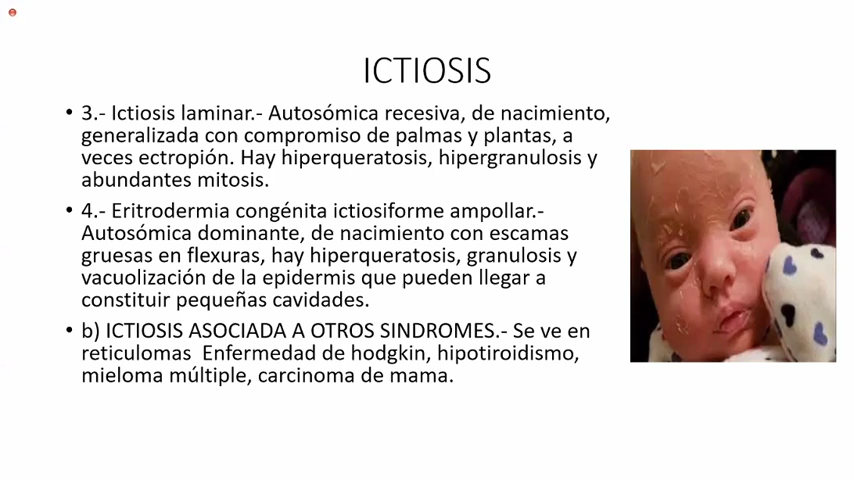 ICTIOSIS
• 3.- Ictiosis laminar.- Autosómica recesiva, de nacimiento,
generalizada con compromiso de palmas y plantas, a
veces ectropión. Hay hiperqueratosis, hipergranulosis y
abundantes mitosis.
• 4.- Eritrodermia congénita ictiosiforme ampollar.-
Autosómica dominante, de nacimiento con escamas
gruesas en flexuras, hay hiperqueratosis, granulosis y
vacuolización de la epidermis que pueden llegar a
constituir pequeñas cavidades.
• b) ICTIOSIS ASOCIADA A OTROS SINDROMES.- Se ve en
reticulomas Enfermedad de hodgkin, hipotiroidismo,
mieloma múltiple, carcinoma de mama.